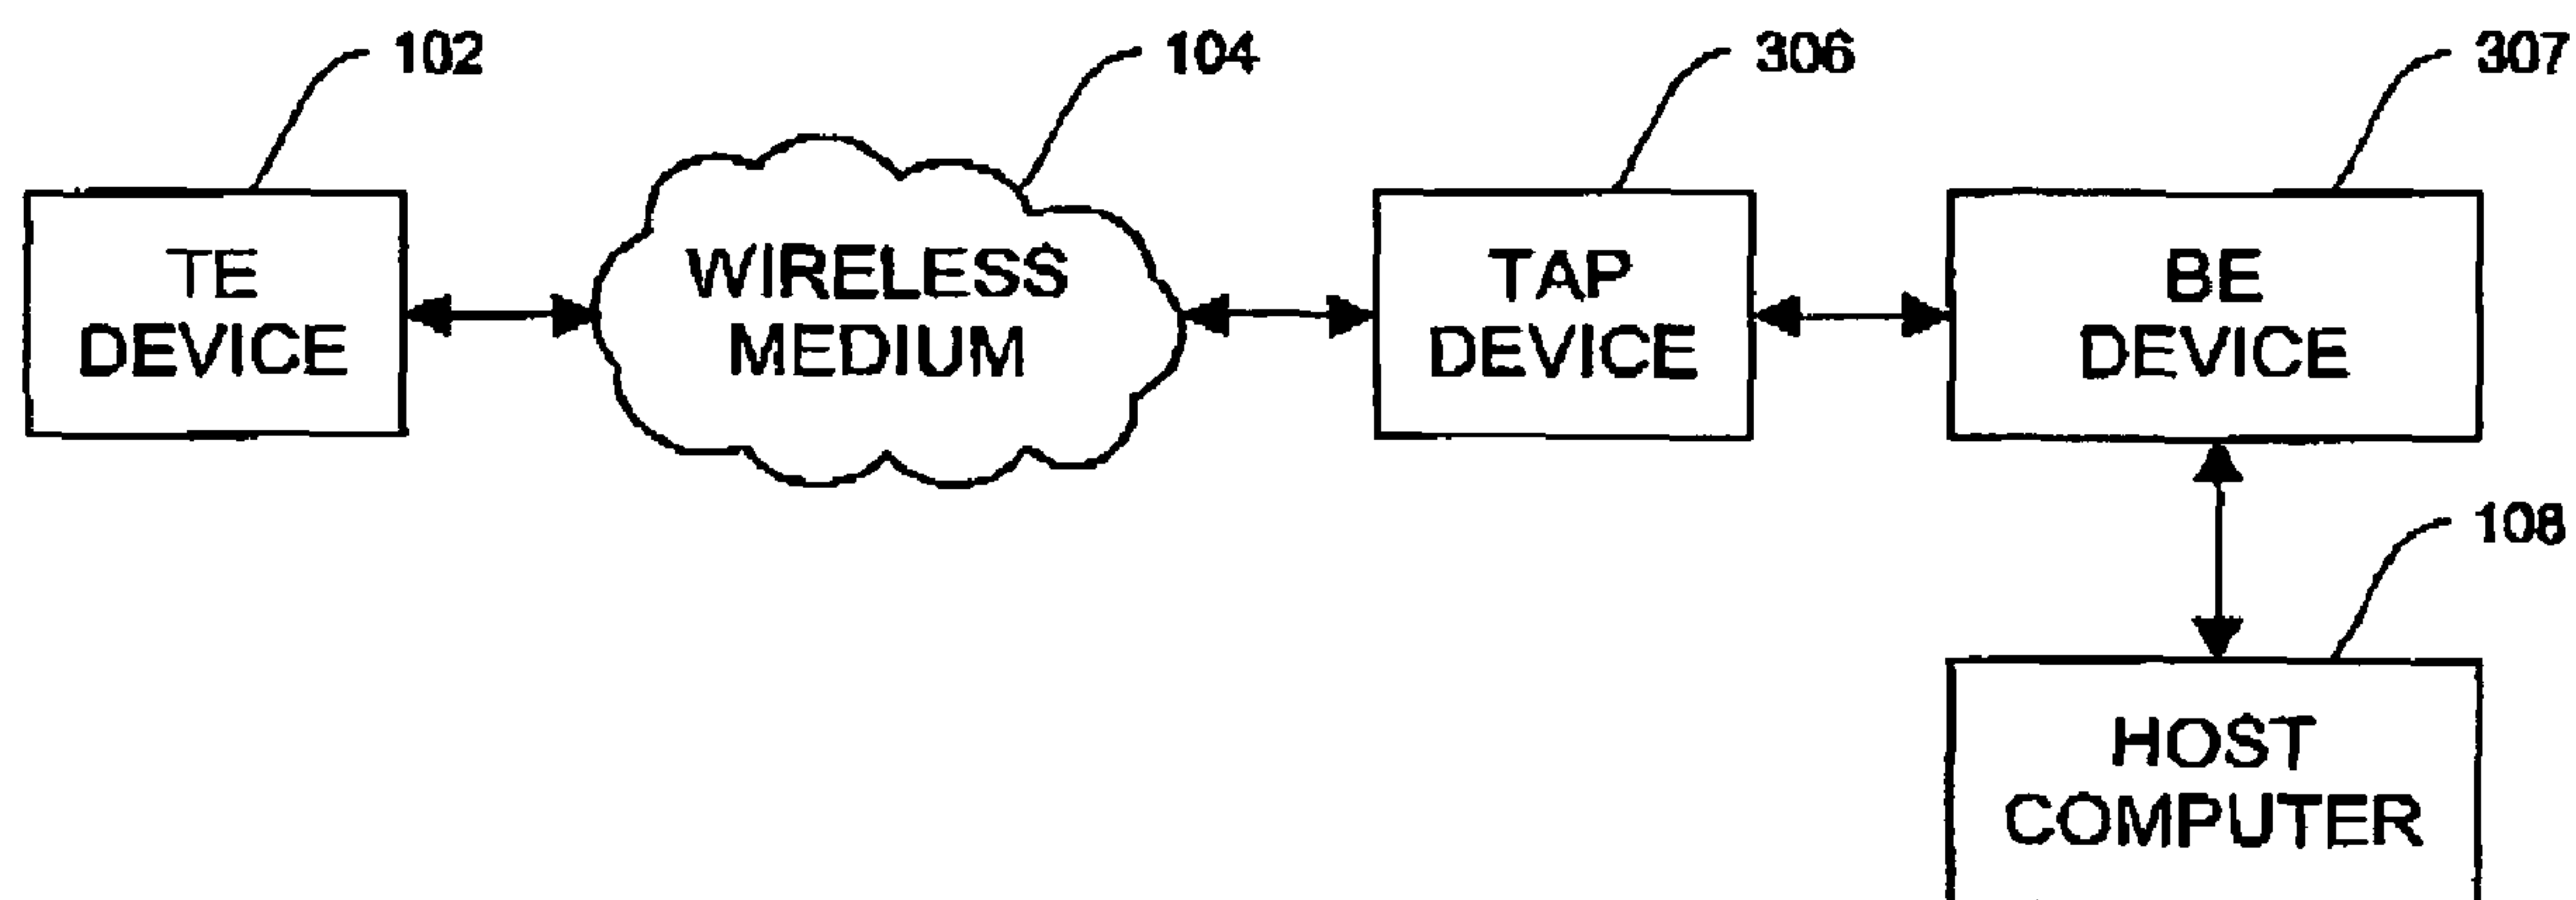 102
104
306
307
TE
DEVICE
WIRELESS
MEDIUM
TAP
DEVICE
BE
DEVICE
108
HOST
COMPUTER